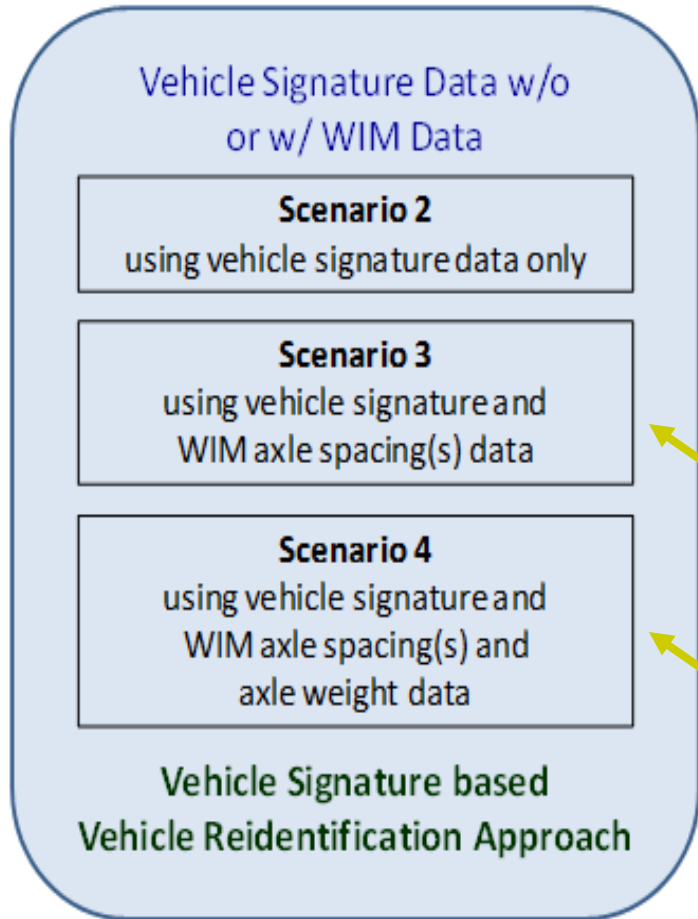 Vehicle Signature Data w/o
or w/ WIM Data
Scenario 2
using vehicle signature data only
Scenario 3
using vehicle signature and
WIM axle spacing(s) data
Scenario 4
using vehicle signature and
WIM axle spacing(s) and
axle weight data
Vehicle Signature based
Vehicle Reidentification Approach